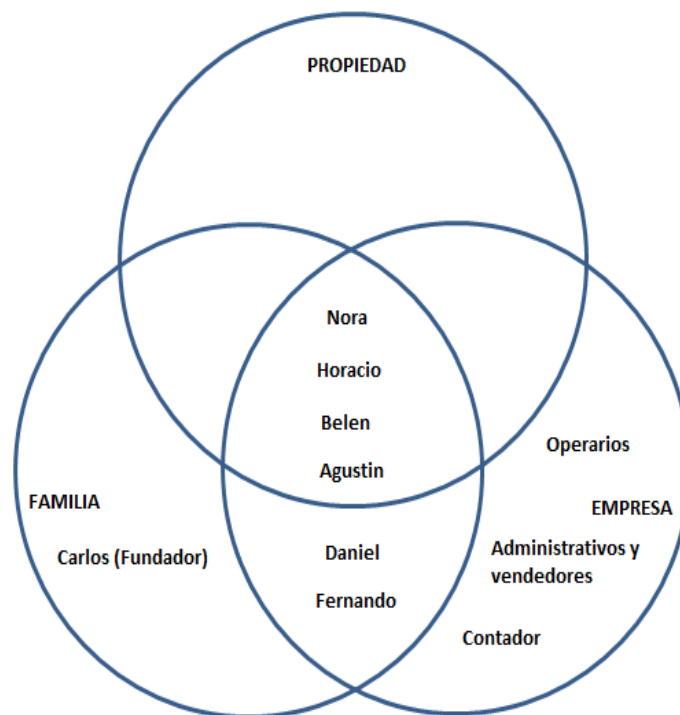 PROPIEDAD
Nora
Horacio
Belen
Agustin
Operarios
FAMILIA
EMPRESA
Carlos (Fundador)
Daniel
Administrativos y
vendedores
Fernando
Contador